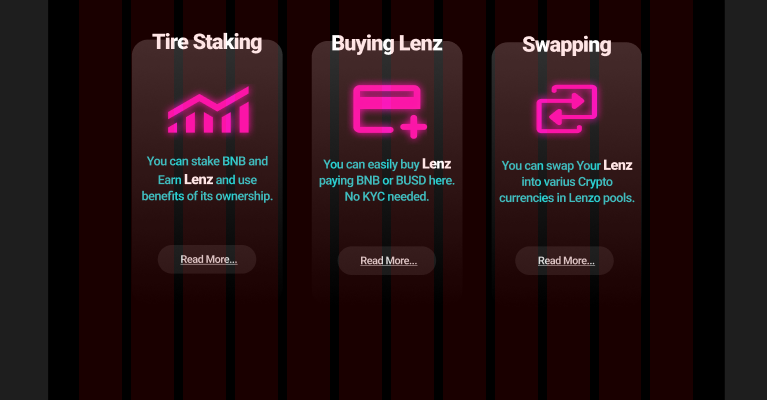 Tire Staking
You can stake BNB and
Earn Lenz and use
benefits of its ownership.
Read More...
Buying Lenz
You can easily buy Lenz
paying BNB or BUSD here.
No KYC needed.
Read More...
Swapping
You can swap Your Lenz
into varius Crypto
currencies in Lenzo pools.
Read More...